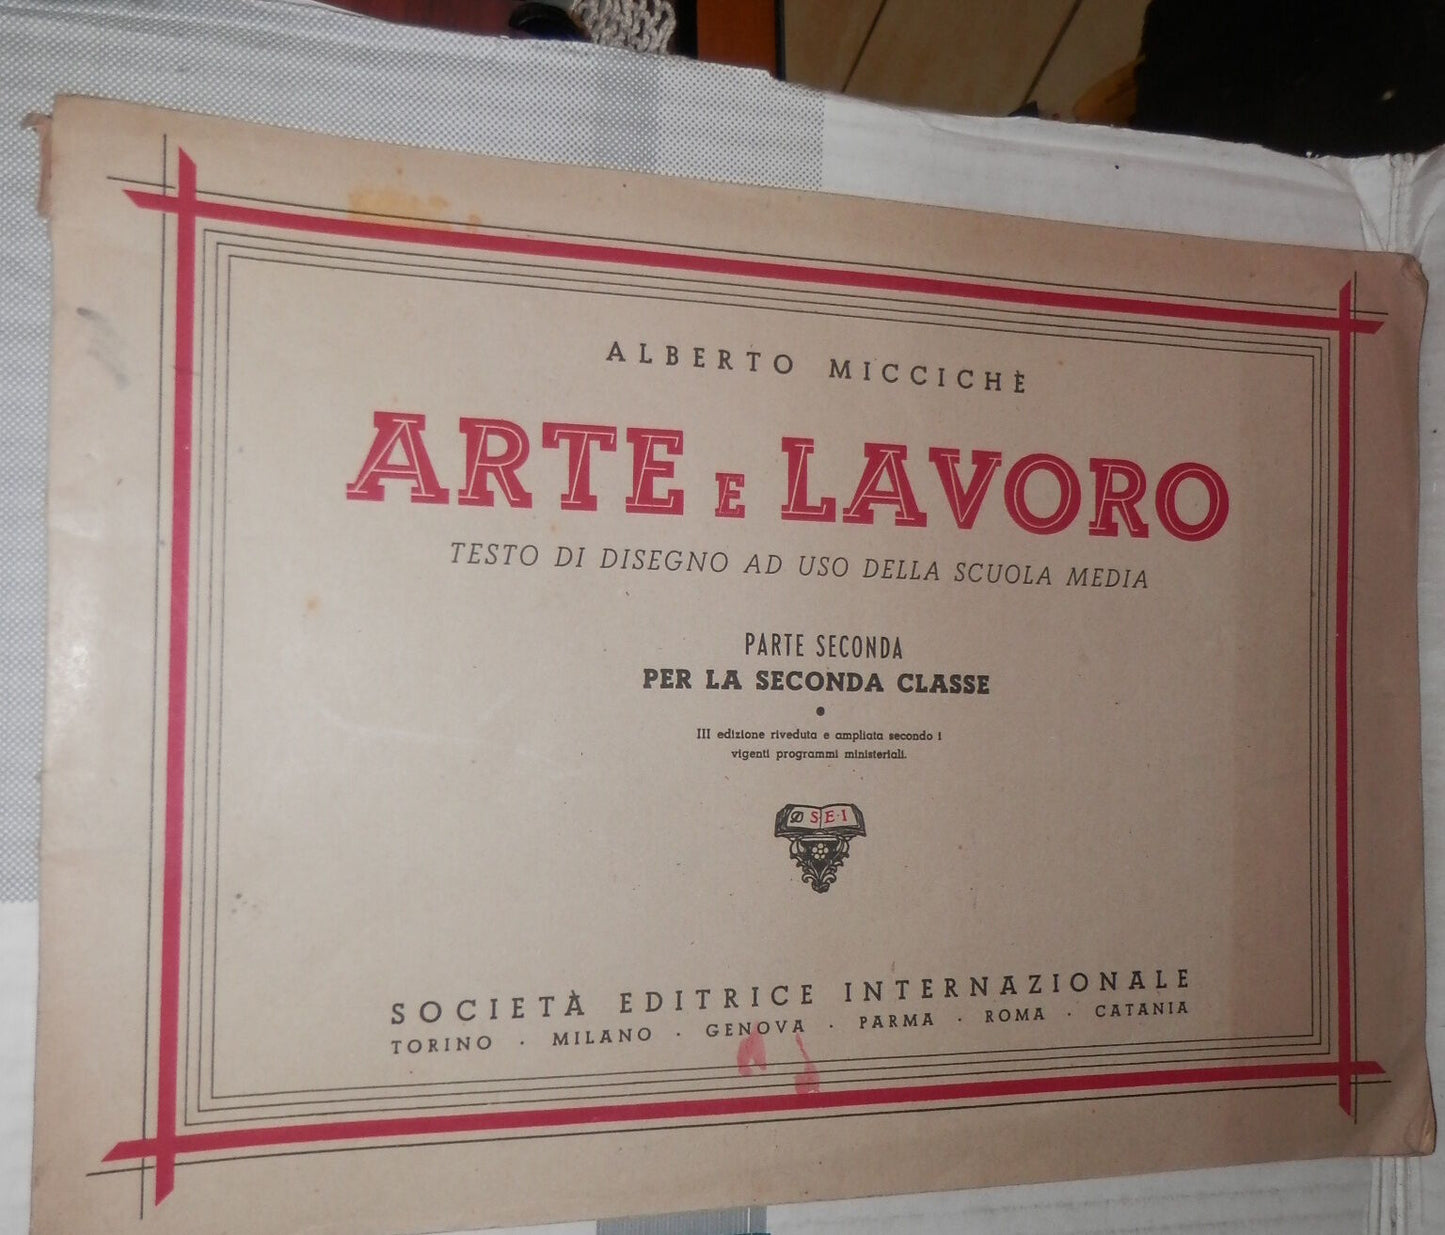 ALBERTO MICCICHÈ
ARTE E LAVORO
TESTO DI DISEGNO AD USO DELLA SCUOLA MEDIA
PARTE SECONDA
PER LA SECONDA CLASSE
III edizione riveduta e ampliata secondo i
vigenti programmi ministeriali.
S·E·I
SOCIETÀ EDITRICE INTERNAZIONALE
TORINO · MILANO · GENOVA · PARMA · ROMA · CATANIA